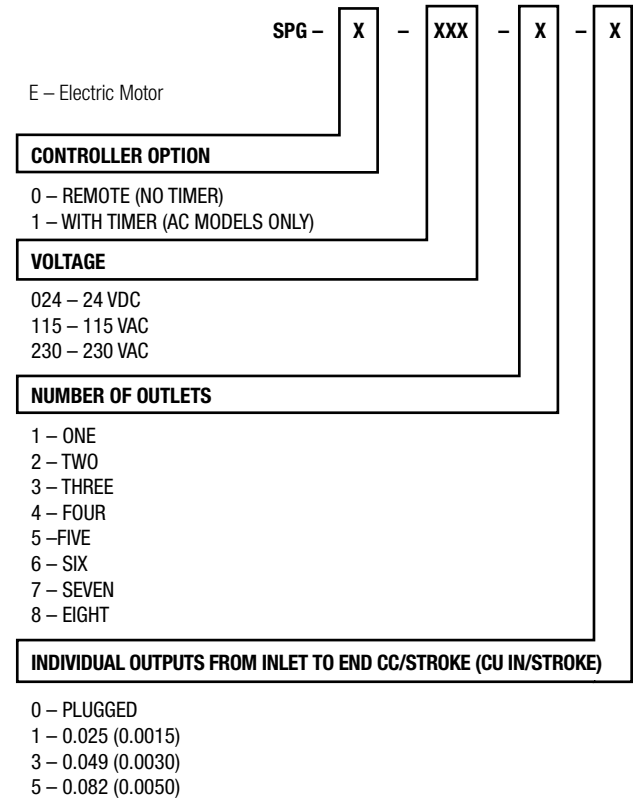 SPG – X – XXX – X – X
E – Electric Motor
CONTROLLER OPTION
0 – REMOTE (NO TIMER)
1 – WITH TIMER (AC MODELS ONLY)
VOLTAGE
024 – 24 VDC
115 – 115 VAC
230 – 230 VAC
NUMBER OF OUTLETS
1 – ONE
2 – TWO
3 – THREE
4 – FOUR
5 –FIVE
6 – SIX
7 – SEVEN
8 – EIGHT
INDIVIDUAL OUTPUTS FROM INLET TO END CC/STROKE (CU IN/STROKE)
0 – PLUGGED
1 – 0.025 (0.0015)
3 – 0.049 (0.0030)
5 – 0.082 (0.0050)